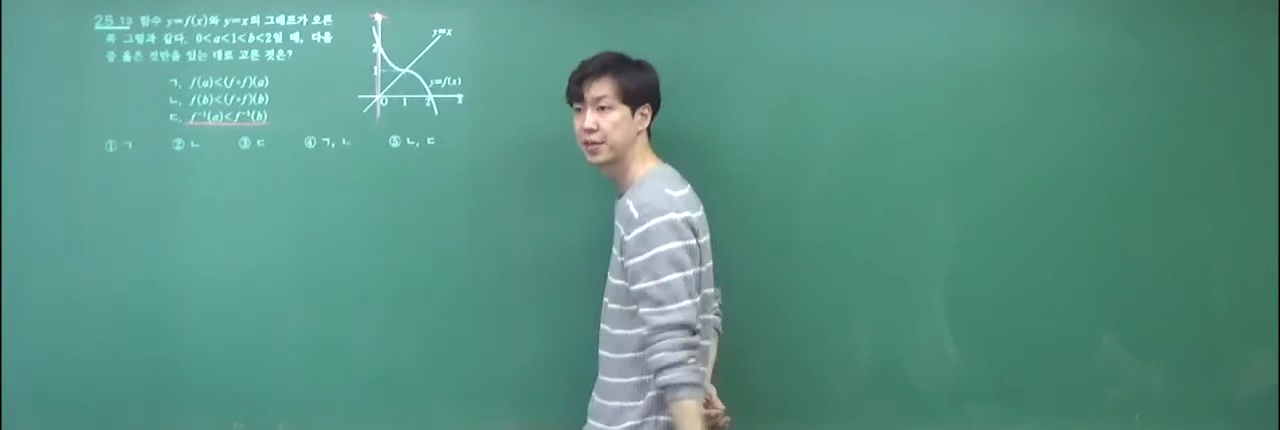 25 13 함수 y=f(x)와 y=x의 그래프가 오른
쪽 그림과 같다. 0<a<1<b<2일 때, 다음
중 옳은 것만을 있는 대로 고른 것은?
ㄱ. f(a)<(f∘f)(a)
ㄴ. f(b)<(f∘f)(b)
ㄷ. f⁻¹(a)<f⁻¹(b)
① ㄱ ② ㄴ ③ ㄷ ④ ㄱ, ㄴ ⑤ ㄴ, ㄷ
y=x
2
1
y=f(x)
0 1 2 x